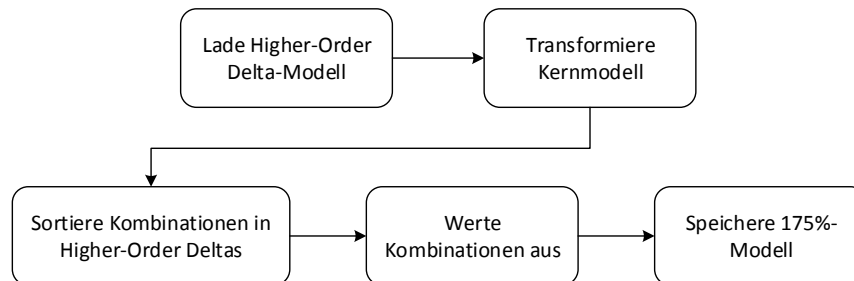 Lade Higher-Order
Delta-Modell
Transformiere
Kernmodell
Sortiere Kombinationen in
Higher-Order Deltas
Werte
Kombinationen aus
Speichere 175%-
Modell